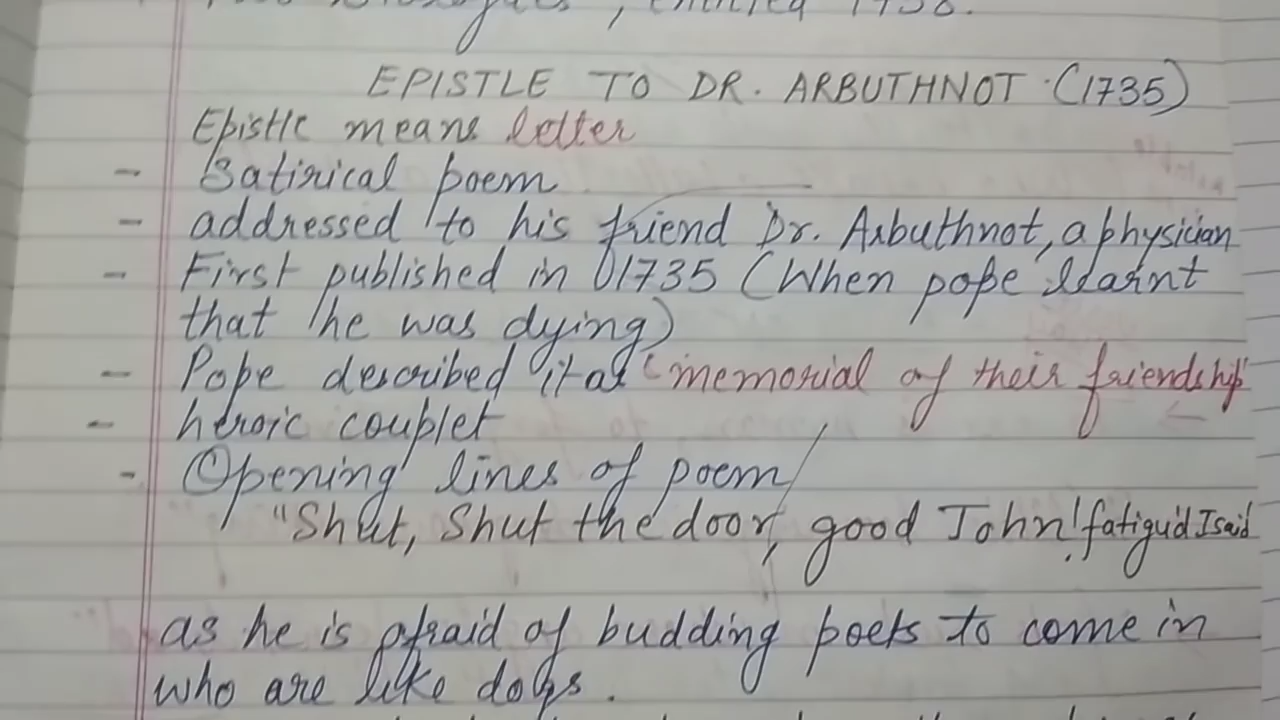 entitled 1738.
EPISTLE TO DR. ARBUTHNOT (1735)
Epistle means letter
- Satirical poem
- addressed to his friend Dr. Arbuthnot, a physician
- First published in 1735 (When pope learnt
that he was dying)
- Pope described it as "memorial of their friendship"
- heroic couplet
- Opening lines of poem
"Shut, Shut the door, good John! fatigu'd I said
as he is afraid of budding poets to come in
who are like dogs.